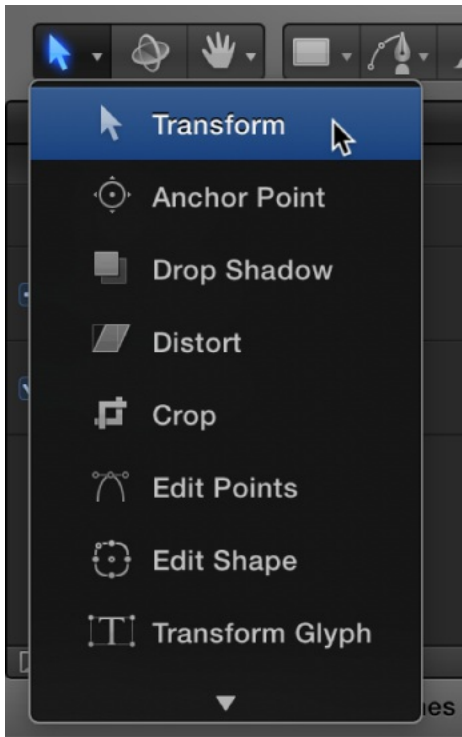 Transform
Anchor Point
Drop Shadow
Distort
Crop
Edit Points
Edit Shape
Transform Glyph